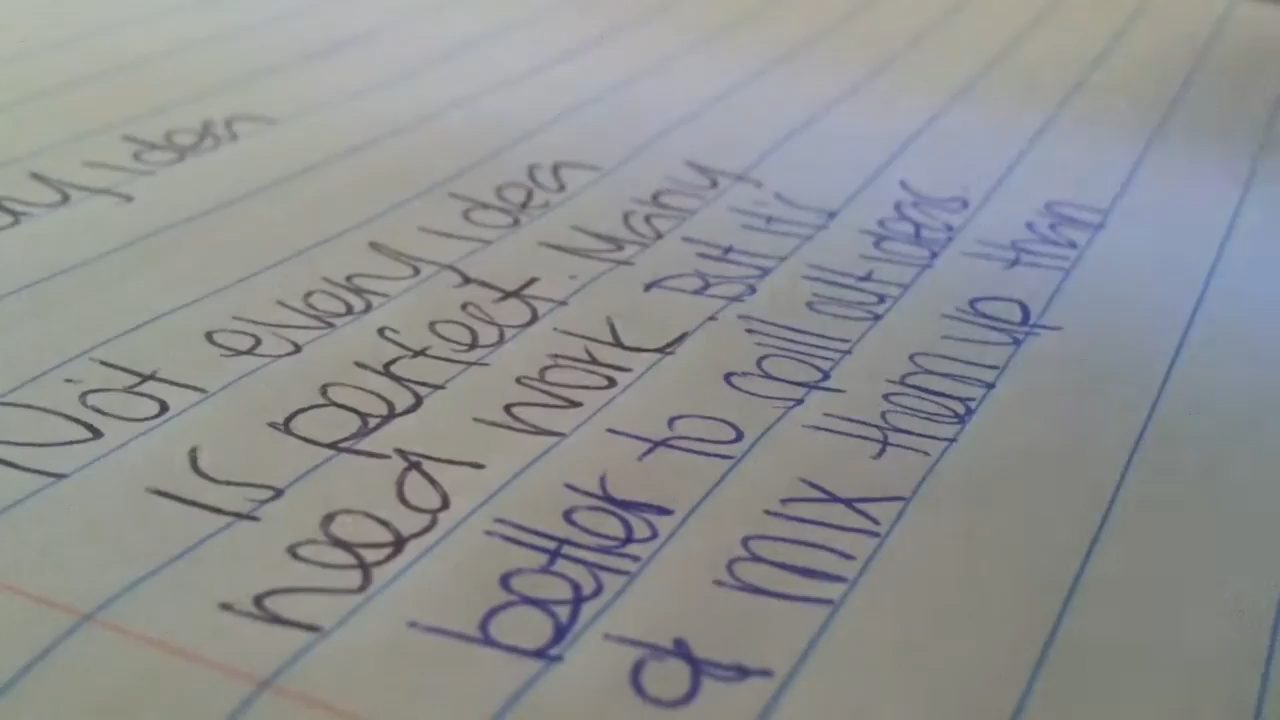 idea
Not every idea
is perfect. Many
need work. But it's
better to spill out ideas
& mix them up than